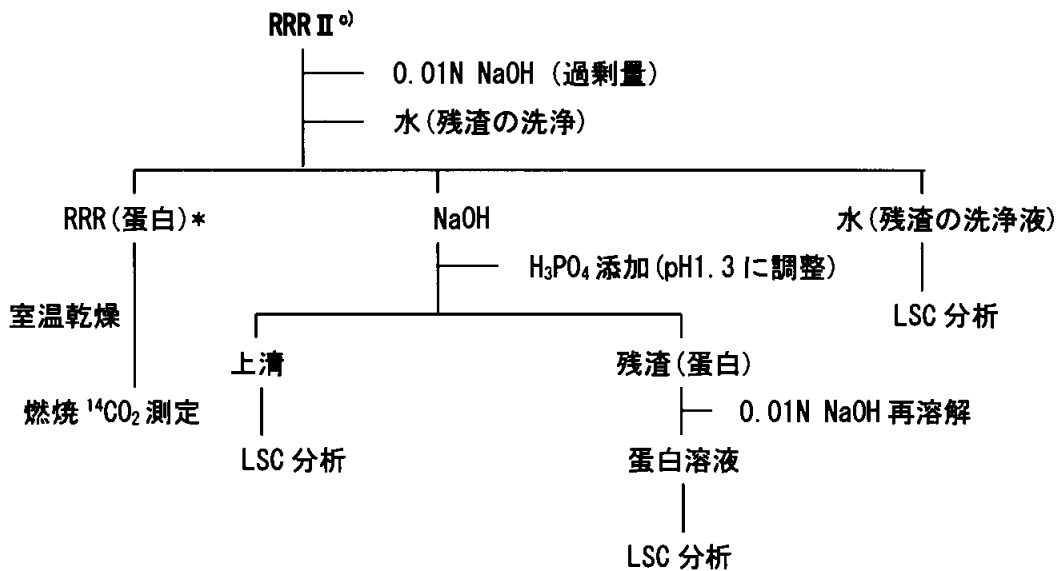 RRR Ⅱ c)
0.01N NaOH (過剰量)
水(残渣の洗浄)
RRR(蛋白)*
NaOH
水(残渣の洗浄液)
H₃PO₄ 添加(pH1.3 に調整)
室温乾燥
LSC 分析
上清
残渣(蛋白)
燃焼 ¹⁴CO₂ 測定
0.01N NaOH 再溶解
LSC 分析
蛋白溶液
LSC 分析